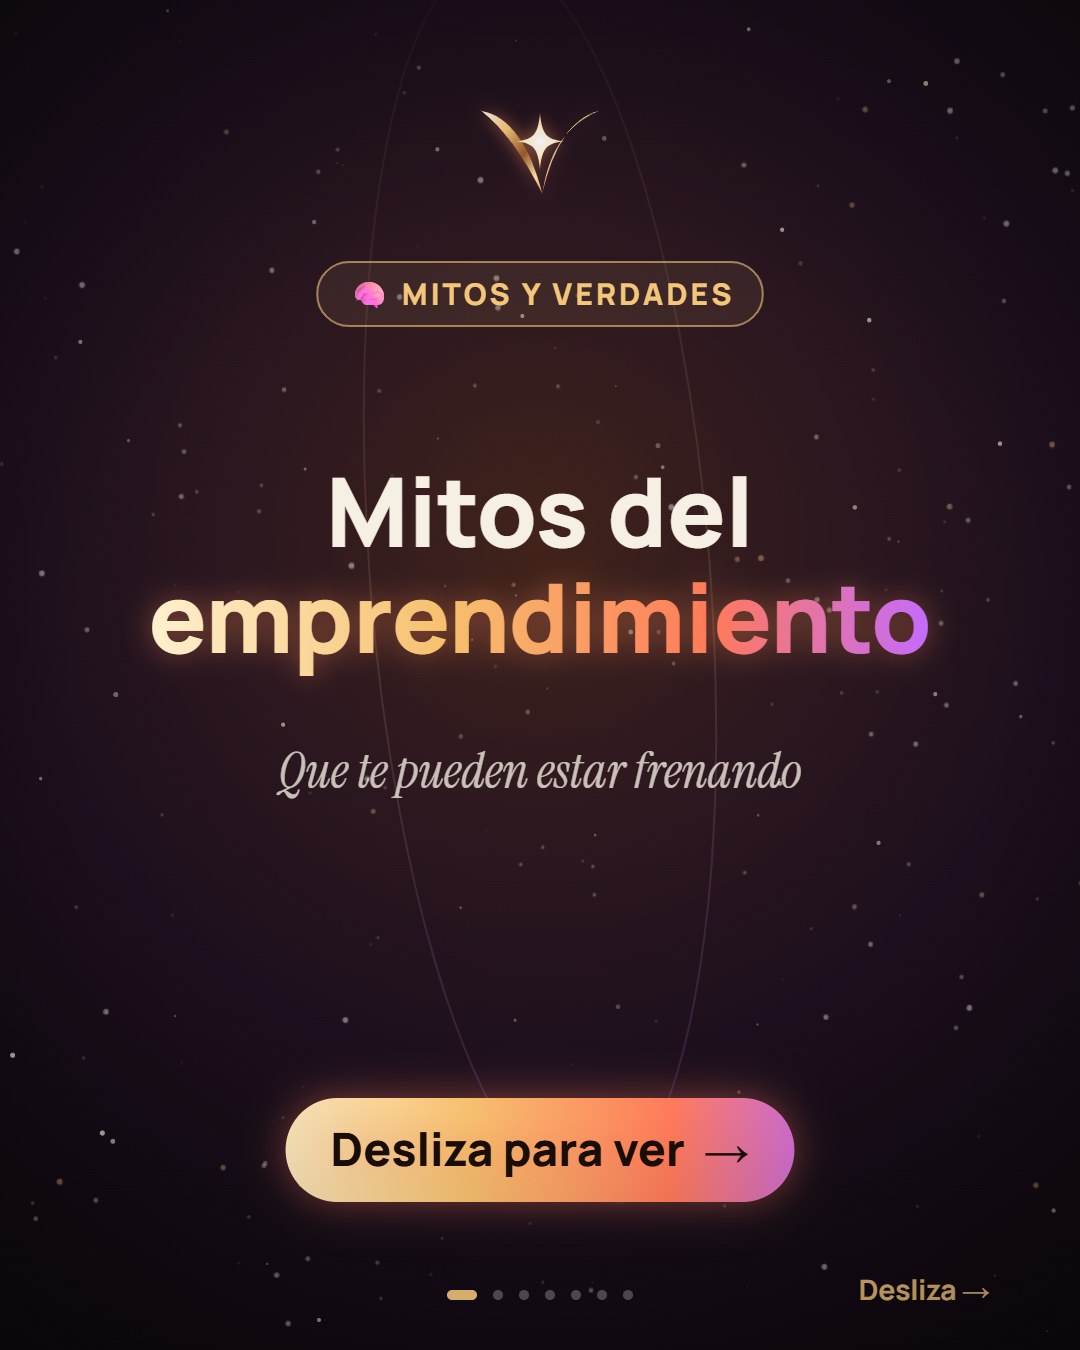 🧠 MITOS Y VERDADES
Mitos del
emprendimiento
Que te pueden estar frenando
Desliza para ver →
Desliza →